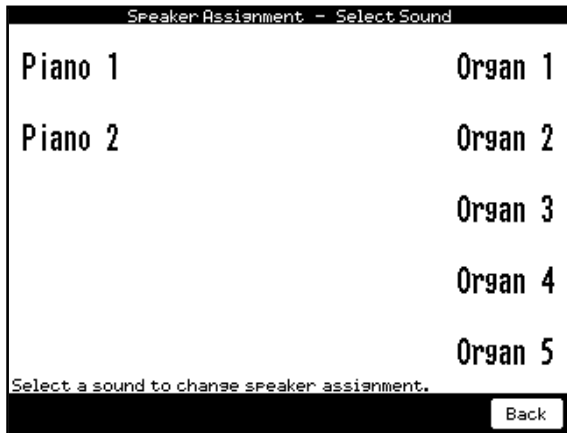 Speaker Assignment - Select Sound
Piano 1 Organ 1
Piano 2 Organ 2
Organ 3
Organ 4
Organ 5
Select a sound to change speaker assignment.
Back